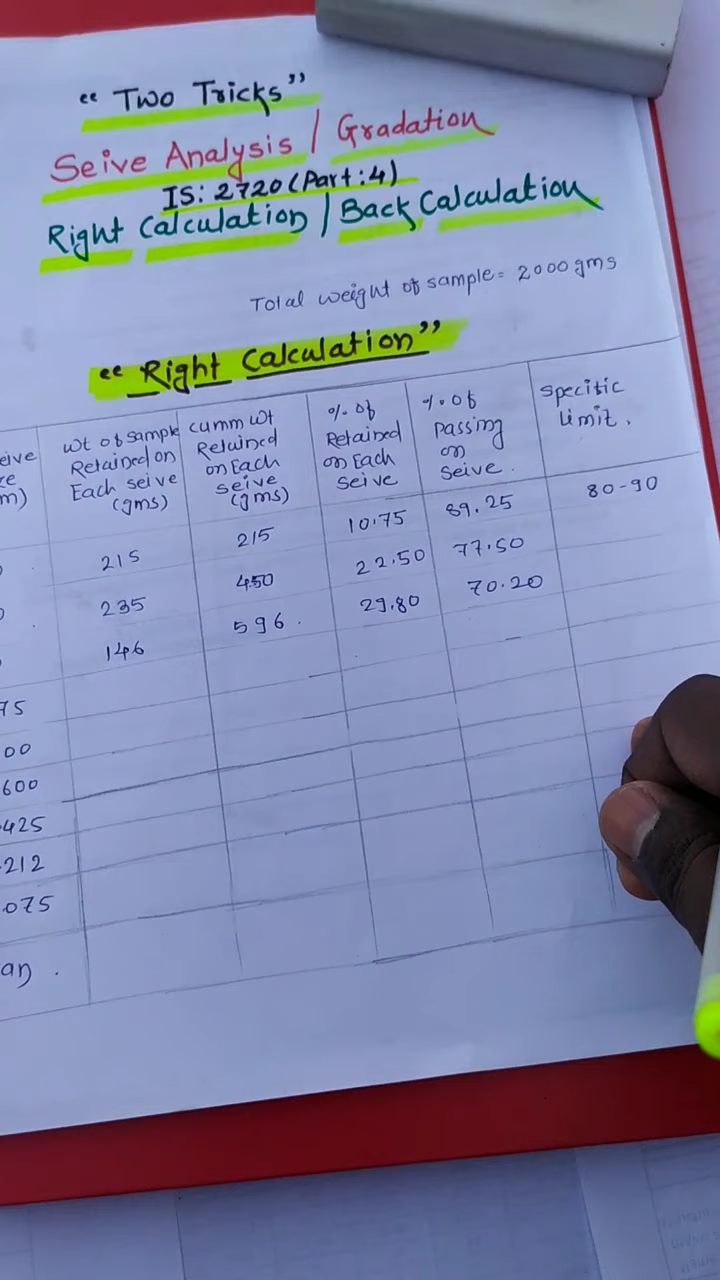 “ Two Tricks”
Seive Analysis / Gradation
IS: 2720 (Part:4)
Right Calculation / Back Calculation
Total weight of sample = 2000 gms
“ Right Calculation”
eive
ze
m)
wt of sample
Retained on
Each seive
(gms)
cumm wt
Retained
on Each
seive
(gms)
% of
Retained
on Each
seive
% of
Passing
on
seive.
specific
limit.
215 215 10.75 89.25 80-90
235 450 22.50 77.50
146 596. 29.80 70.20
75
00
600
.425
.212
.075
an.